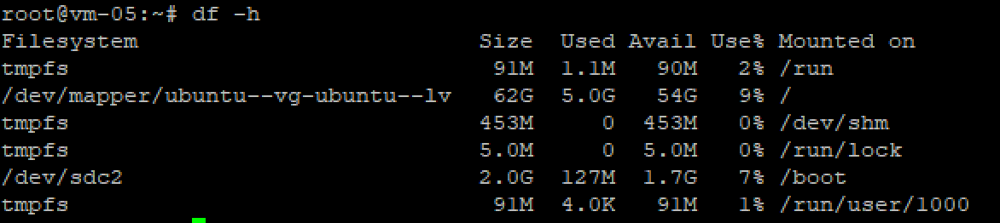 root@vm-05:~# df -h
Filesystem                         Size  Used Avail Use% Mounted on
tmpfs                               91M  1.1M   90M   2% /run
/dev/mapper/ubuntu--vg-ubuntu--lv   62G  5.0G   54G   9% /
tmpfs                              453M     0  453M   0% /dev/shm
tmpfs                              5.0M     0  5.0M   0% /run/lock
/dev/sdc2                          2.0G  127M  1.7G   7% /boot
tmpfs                               91M  4.0K   91M   1% /run/user/1000